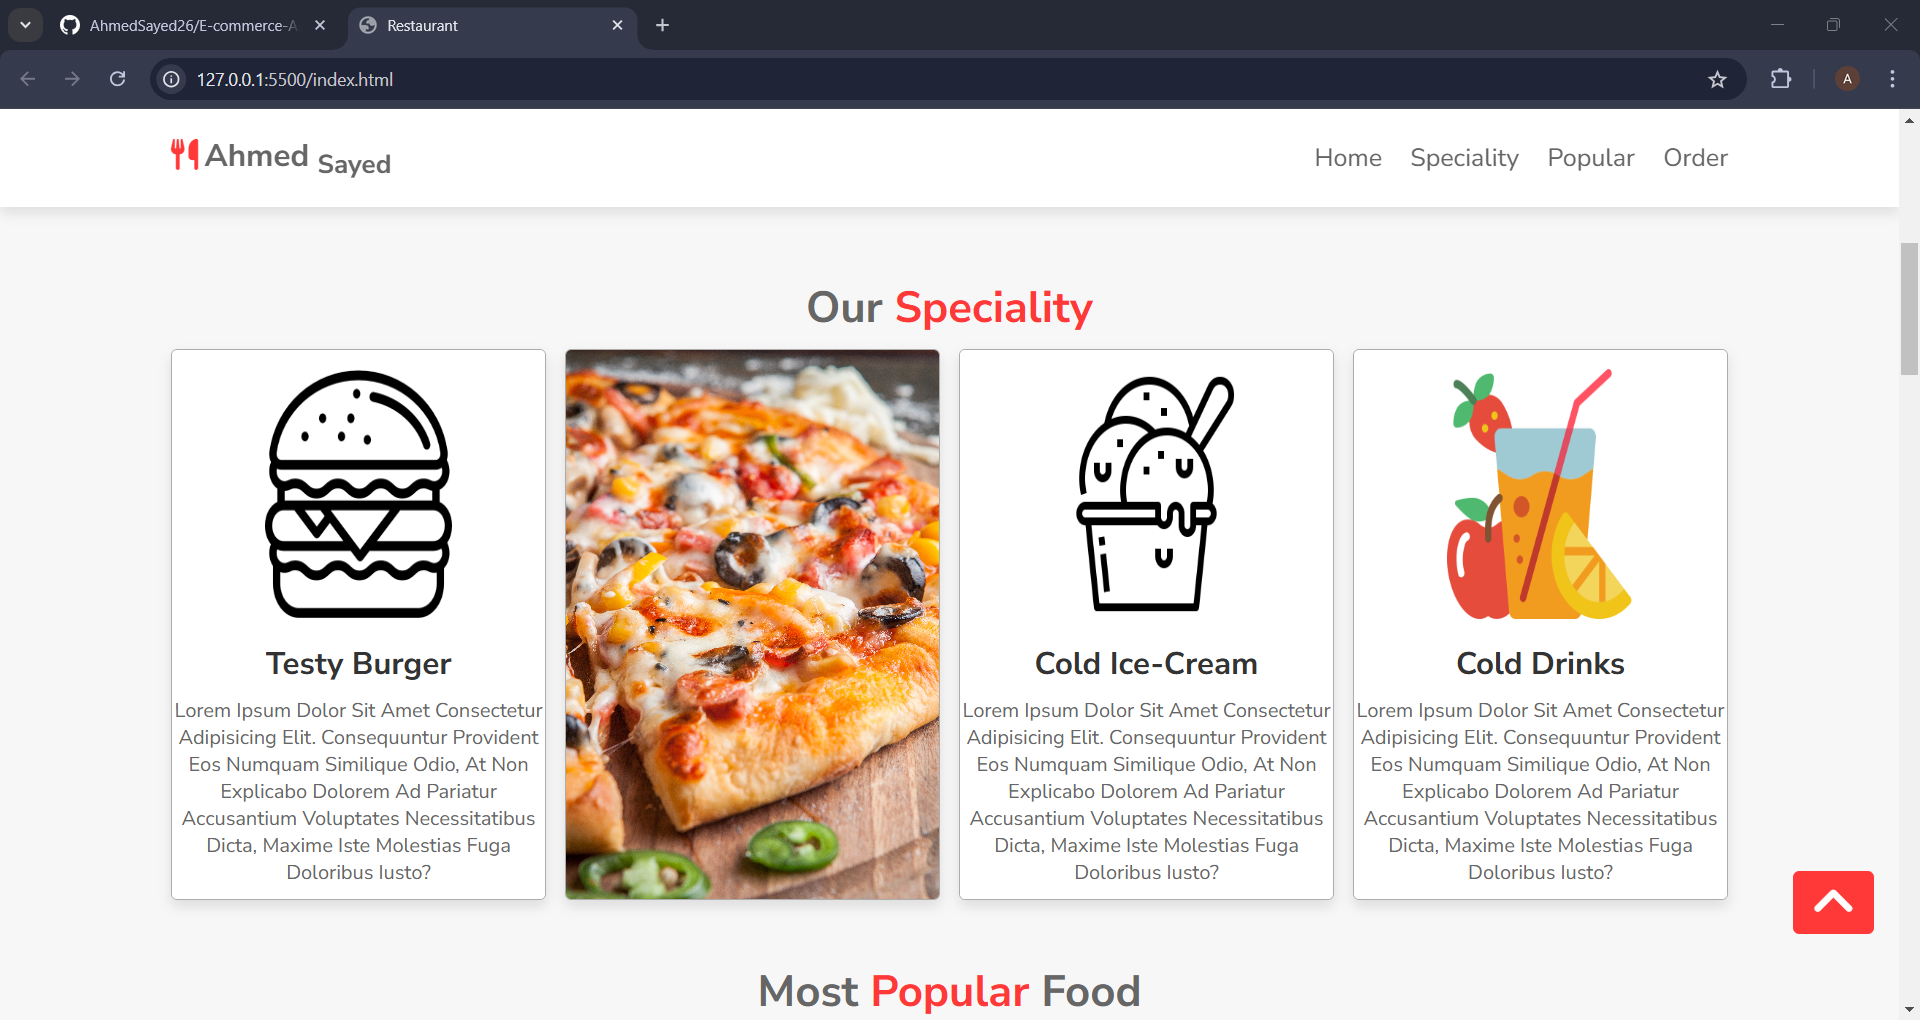 AhmedSayed26/E-commerce-A
Restaurant
127.0.0.1:5500/index.html
A
Ahmed Sayed
Home Speciality Popular Order
Our Speciality
Testy Burger
Lorem Ipsum Dolor Sit Amet Consectetur
Adipisicing Elit. Consequuntur Provident
Eos Numquam Similique Odio, At Non
Explicabo Dolorem Ad Pariatur
Accusantium Voluptates Necessitatibus
Dicta, Maxime Iste Molestias Fuga
Doloribus Iusto?
Cold Ice-Cream
Lorem Ipsum Dolor Sit Amet Consectetur
Adipisicing Elit. Consequuntur Provident
Eos Numquam Similique Odio, At Non
Explicabo Dolorem Ad Pariatur
Accusantium Voluptates Necessitatibus
Dicta, Maxime Iste Molestias Fuga
Doloribus Iusto?
Cold Drinks
Lorem Ipsum Dolor Sit Amet Consectetur
Adipisicing Elit. Consequuntur Provident
Eos Numquam Similique Odio, At Non
Explicabo Dolorem Ad Pariatur
Accusantium Voluptates Necessitatibus
Dicta, Maxime Iste Molestias Fuga
Doloribus Iusto?
Most Popular Food